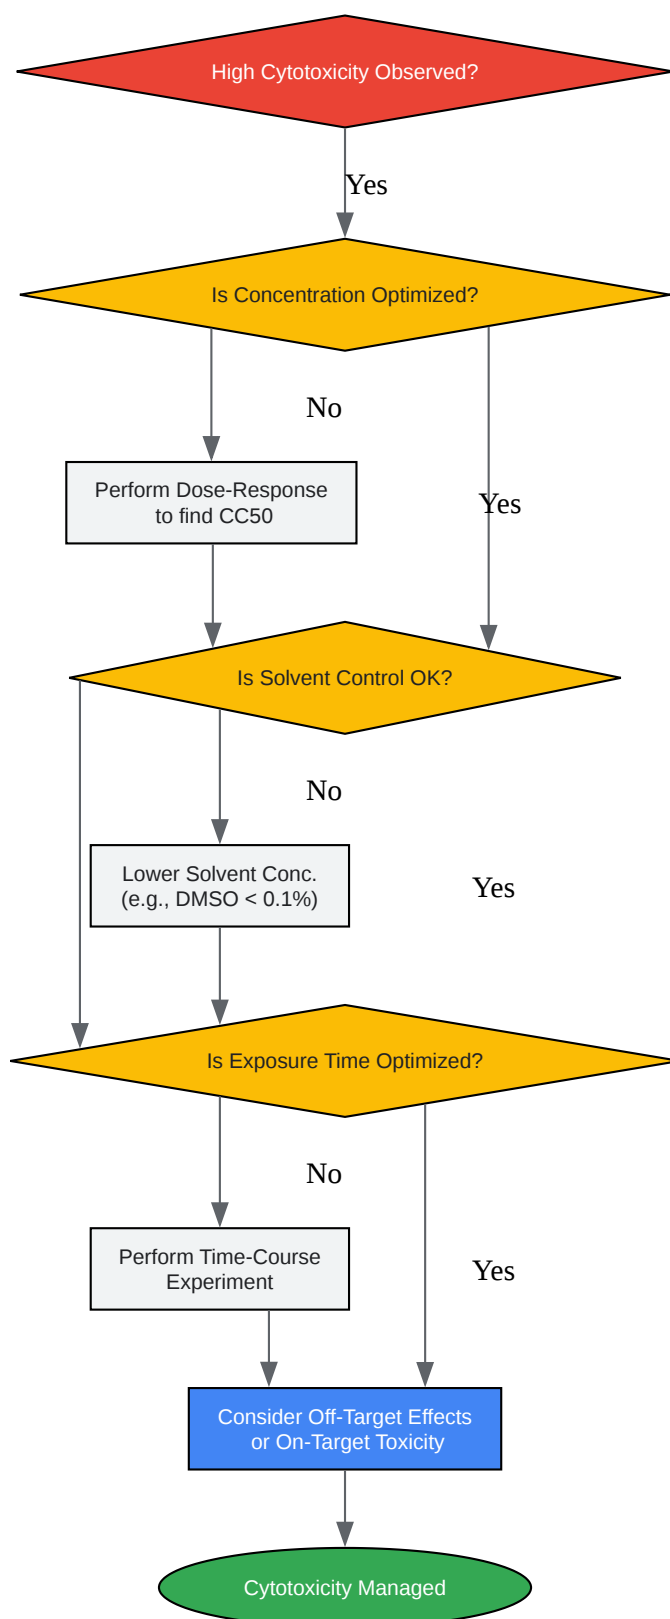 High Cytotoxicity Observed?
Yes
Is Concentration Optimized?
No
Perform Dose-Response
to find CC50
Yes
Is Solvent Control OK?
No
Lower Solvent Conc.
(e.g., DMSO < 0.1%)
Yes
Is Exposure Time Optimized?
No
Perform Time-Course
Experiment
Yes
Consider Off-Target Effects
or On-Target Toxicity
Cytotoxicity Managed